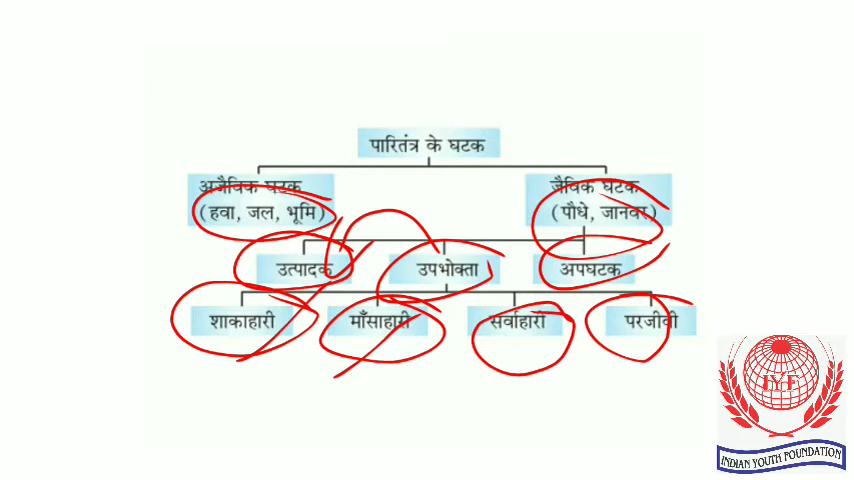 पारितंत्र के घटक
अजैविक घटक
(हवा, जल, भूमि)
जैविक घटक
(पौधे, जानवर)
उत्पादक
उपभोक्ता
अपघटक
शाकाहारी
माँसाहारी
सर्वाहारी
परजीवी
IYF
INDIAN YOUTH FOUNDATION